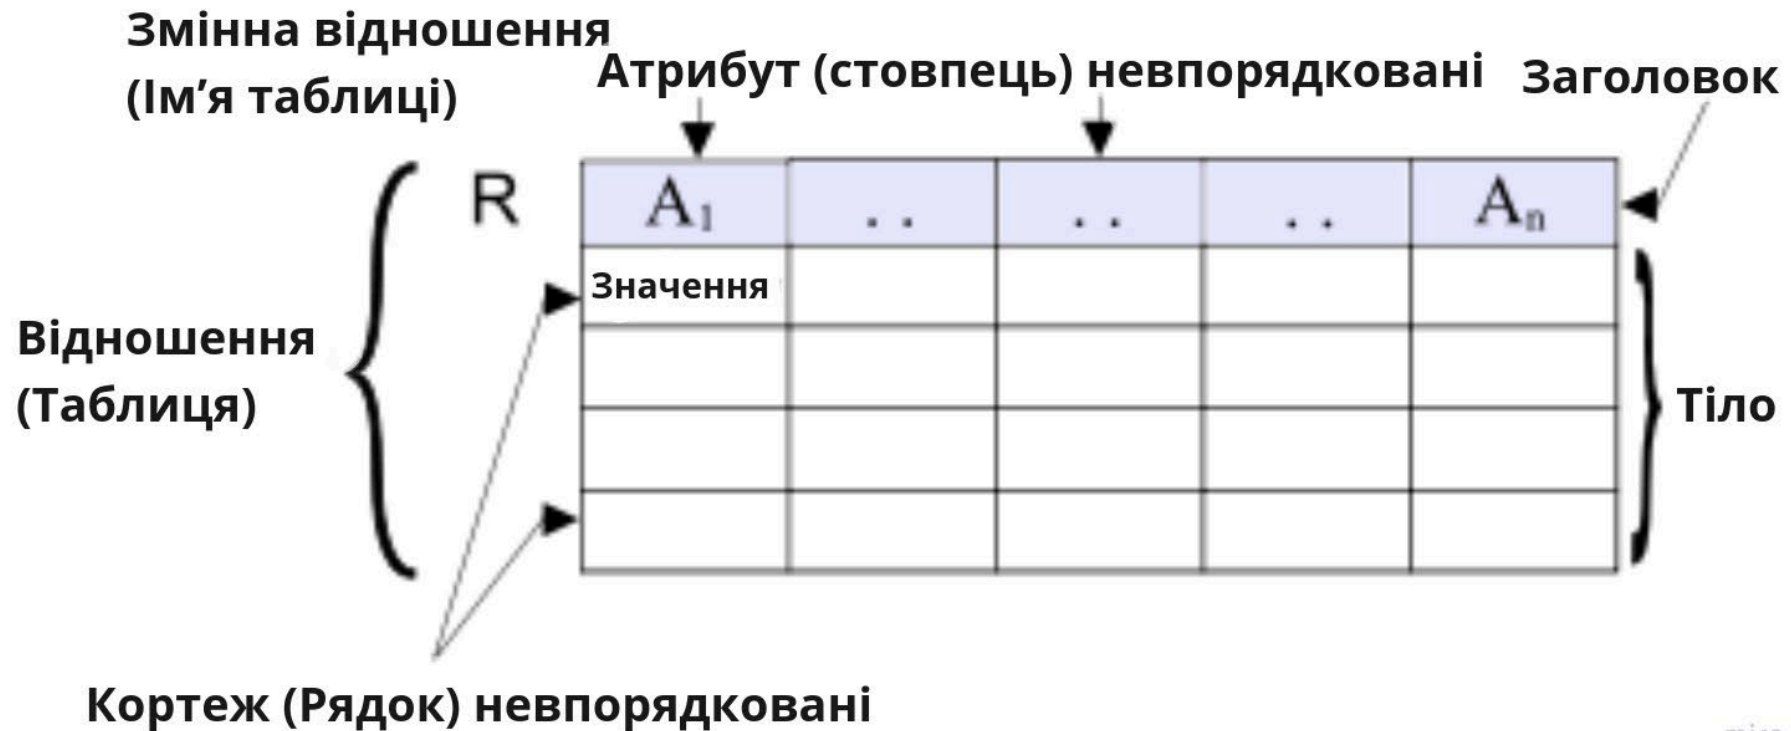 Змінна відношення
(Ім’я таблиці)
Атрибут (стовпець) невпорядковані
Заголовок
R
A1 . . . . . . An
Значення
Відношення
(Таблиця)
Тіло
Кортеж (Рядок) невпорядковані